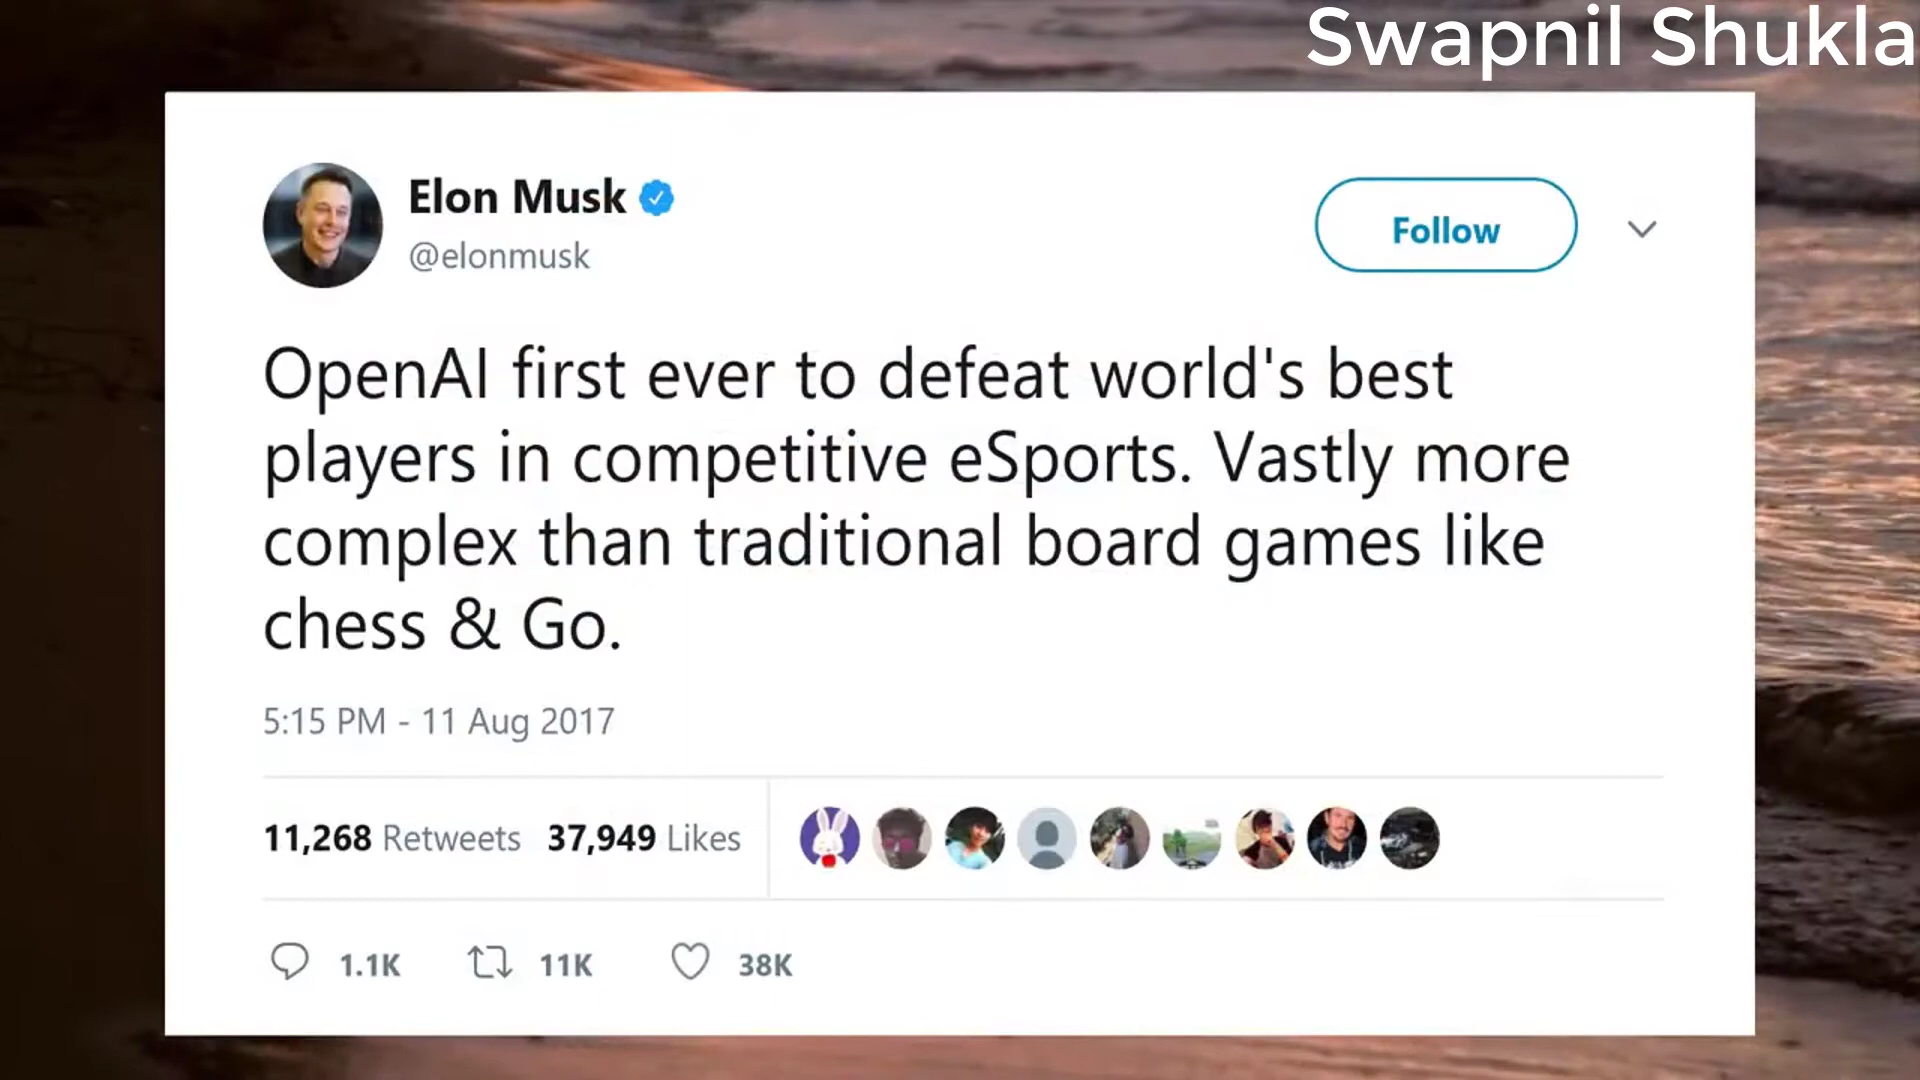 Swapnil Shukla
Elon Musk
@elonmusk
Follow
OpenAI first ever to defeat world's best
players in competitive eSports. Vastly more
complex than traditional board games like
chess & Go.
5:15 PM - 11 Aug 2017
11,268 Retweets 37,949 Likes
1.1K 11K 38K